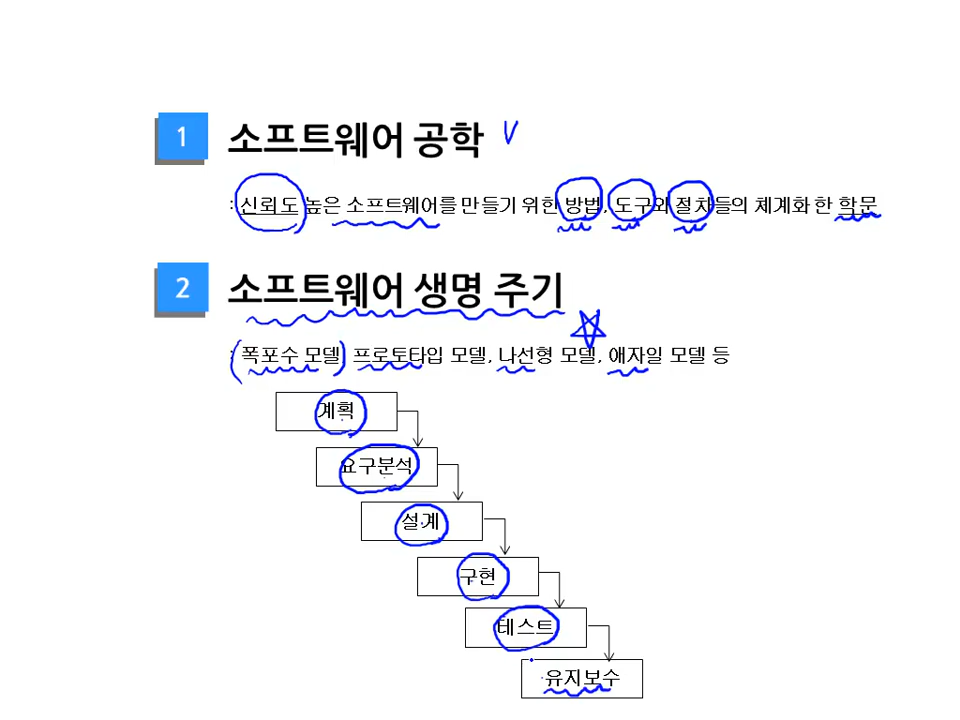 1 소프트웨어 공학 V
: 신뢰도 높은 소프트웨어를 만들기 위한 방법, 도구와 절차들의 체계화 한 학문
2 소프트웨어 생명 주기
: 폭포수 모델, 프로토타입 모델, 나선형 모델, 애자일 모델 등
계획
요구분석
설계
구현
테스트
유지보수